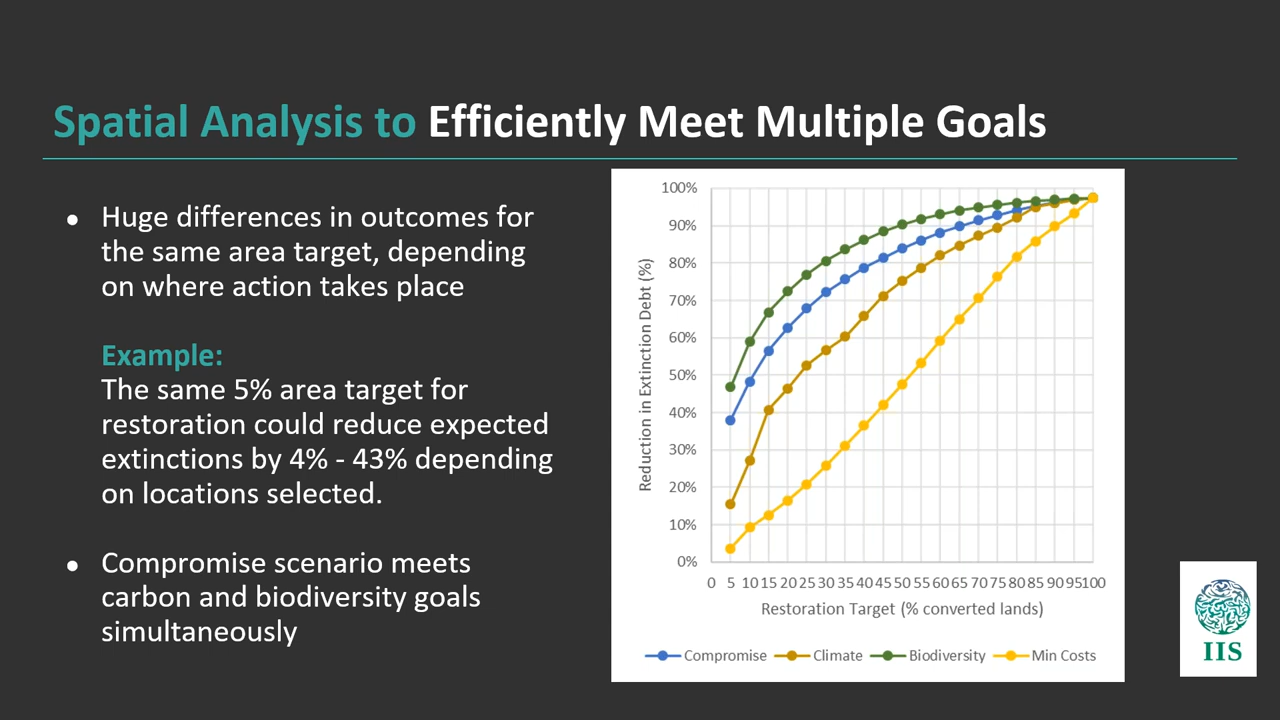 Spatial Analysis to Efficiently Meet Multiple Goals
● Huge differences in outcomes for
the same area target, depending
on where action takes place
Example:
The same 5% area target for
restoration could reduce expected
extinctions by 4% - 43% depending
on locations selected.
● Compromise scenario meets
carbon and biodiversity goals
simultaneously
Reduction in Extinction Debt (%)
100%
90%
80%
70%
60%
50%
40%
30%
20%
10%
0%
0 5 10 15 20 25 30 35 40 45 50 55 60 65 70 75 80 85 90 95 100
Restoration Target (% converted lands)
Compromise Climate Biodiversity Min Costs
IIS